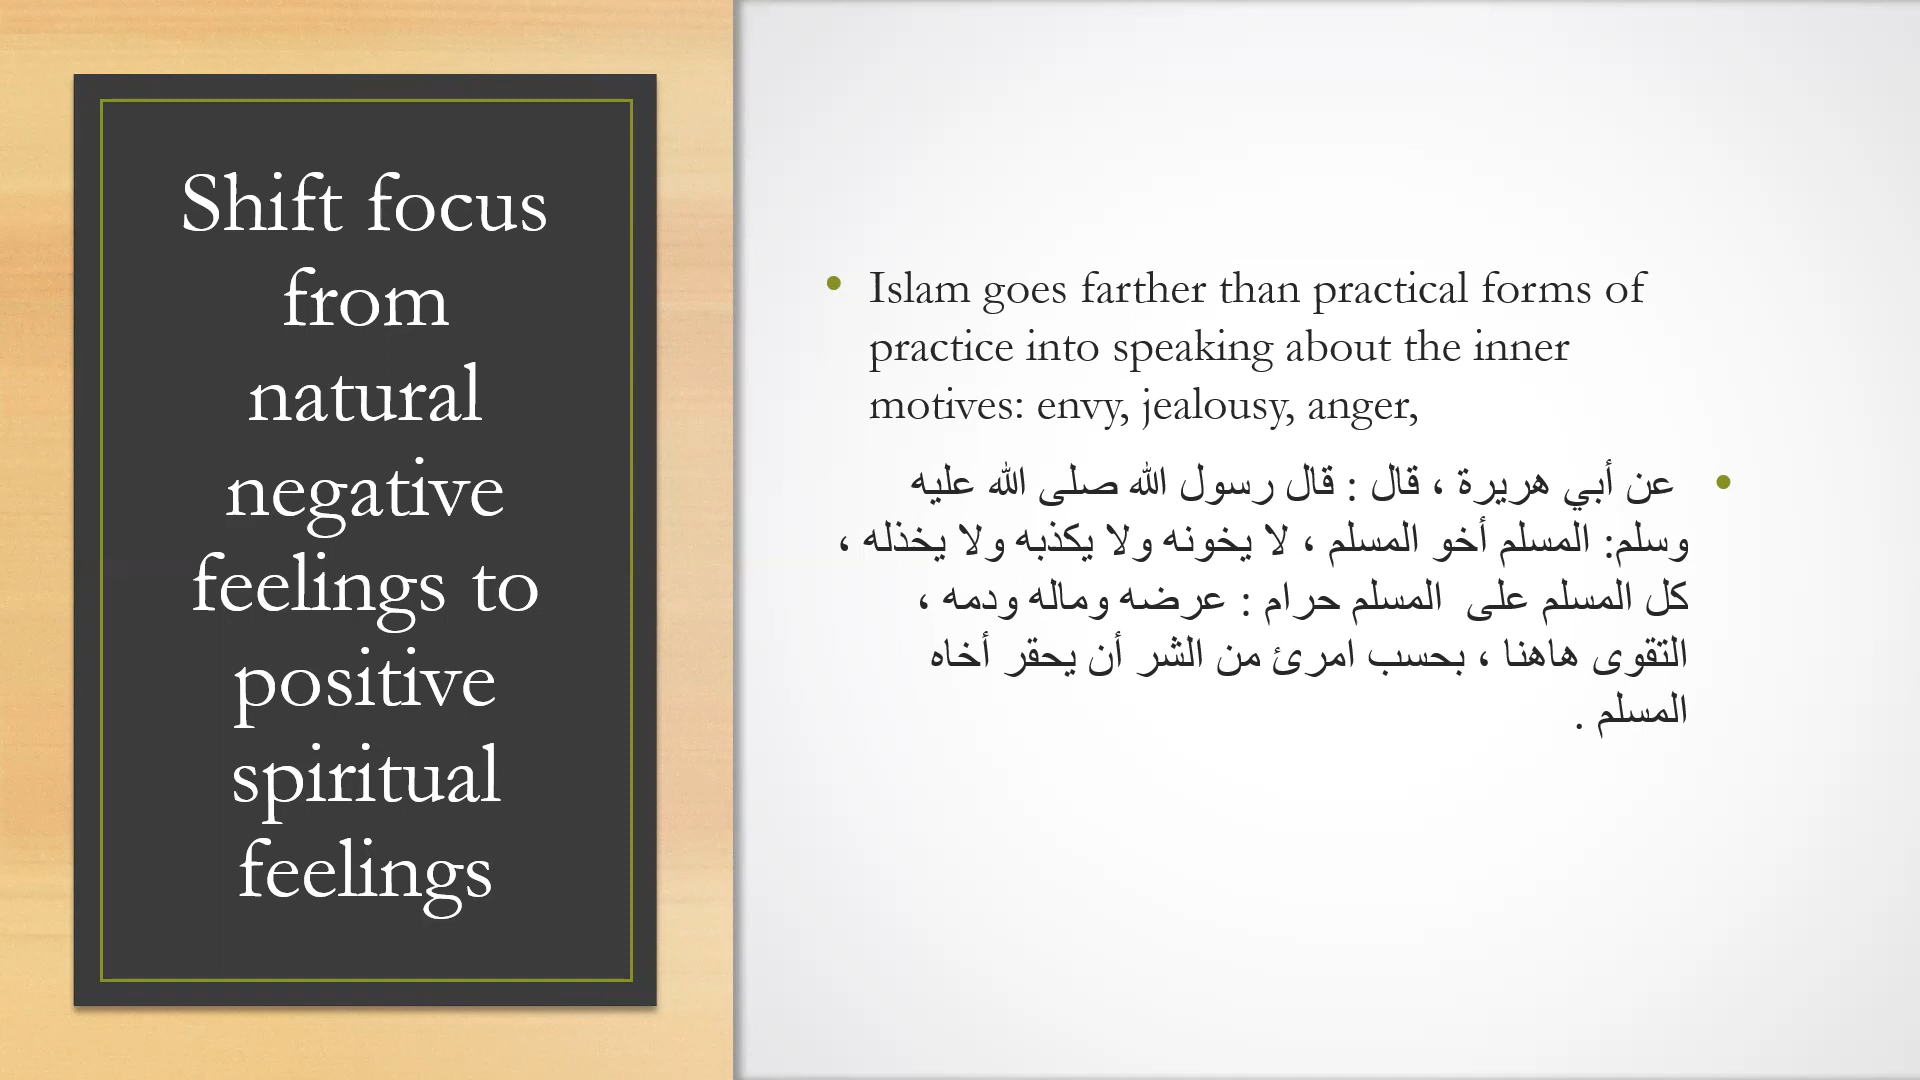 Shift focus
from
natural
negative
feelings to
positive
spiritual
feelings
• Islam goes farther than practical forms of
practice into speaking about the inner
motives: envy, jealousy, anger,
• عن أبي هريرة ، قال : قال رسول الله صلى الله عليه
وسلم: المسلم أخو المسلم ، لا يخونه ولا يكذبه ولا يخذله ،
كل المسلم على المسلم حرام : عرضه وماله ودمه ،
التقوى هاهنا ، بحسب امرئ من الشر أن يحقر أخاه
المسلم .